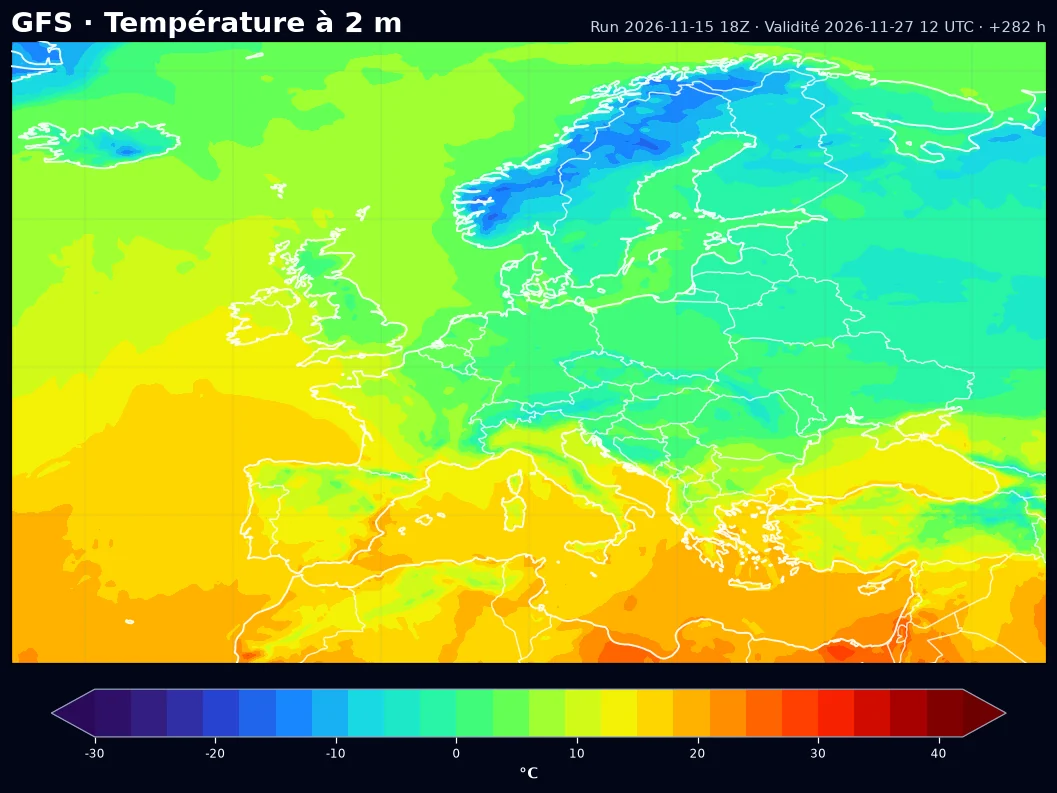 GFS · Température à 2 m
Run 2026-11-15 18Z · Validité 2026-11-27 12 UTC · +282 h
-30 -20 -10 0 10 20 30 40
°C